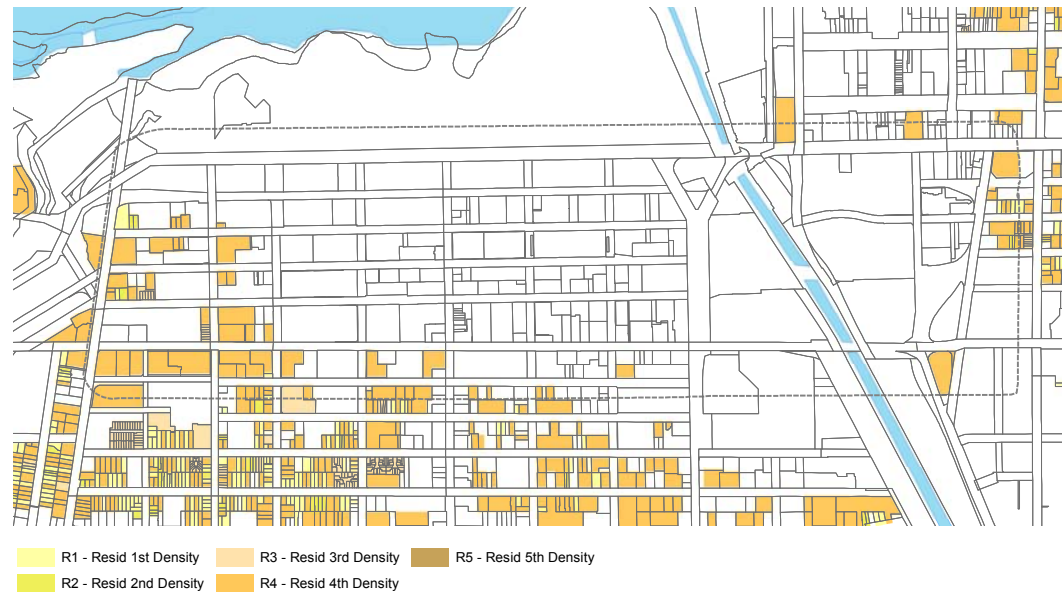 R1 - Resid 1st Density R3 - Resid 3rd Density R5 - Resid 5th Density
R2 - Resid 2nd Density R4 - Resid 4th Density